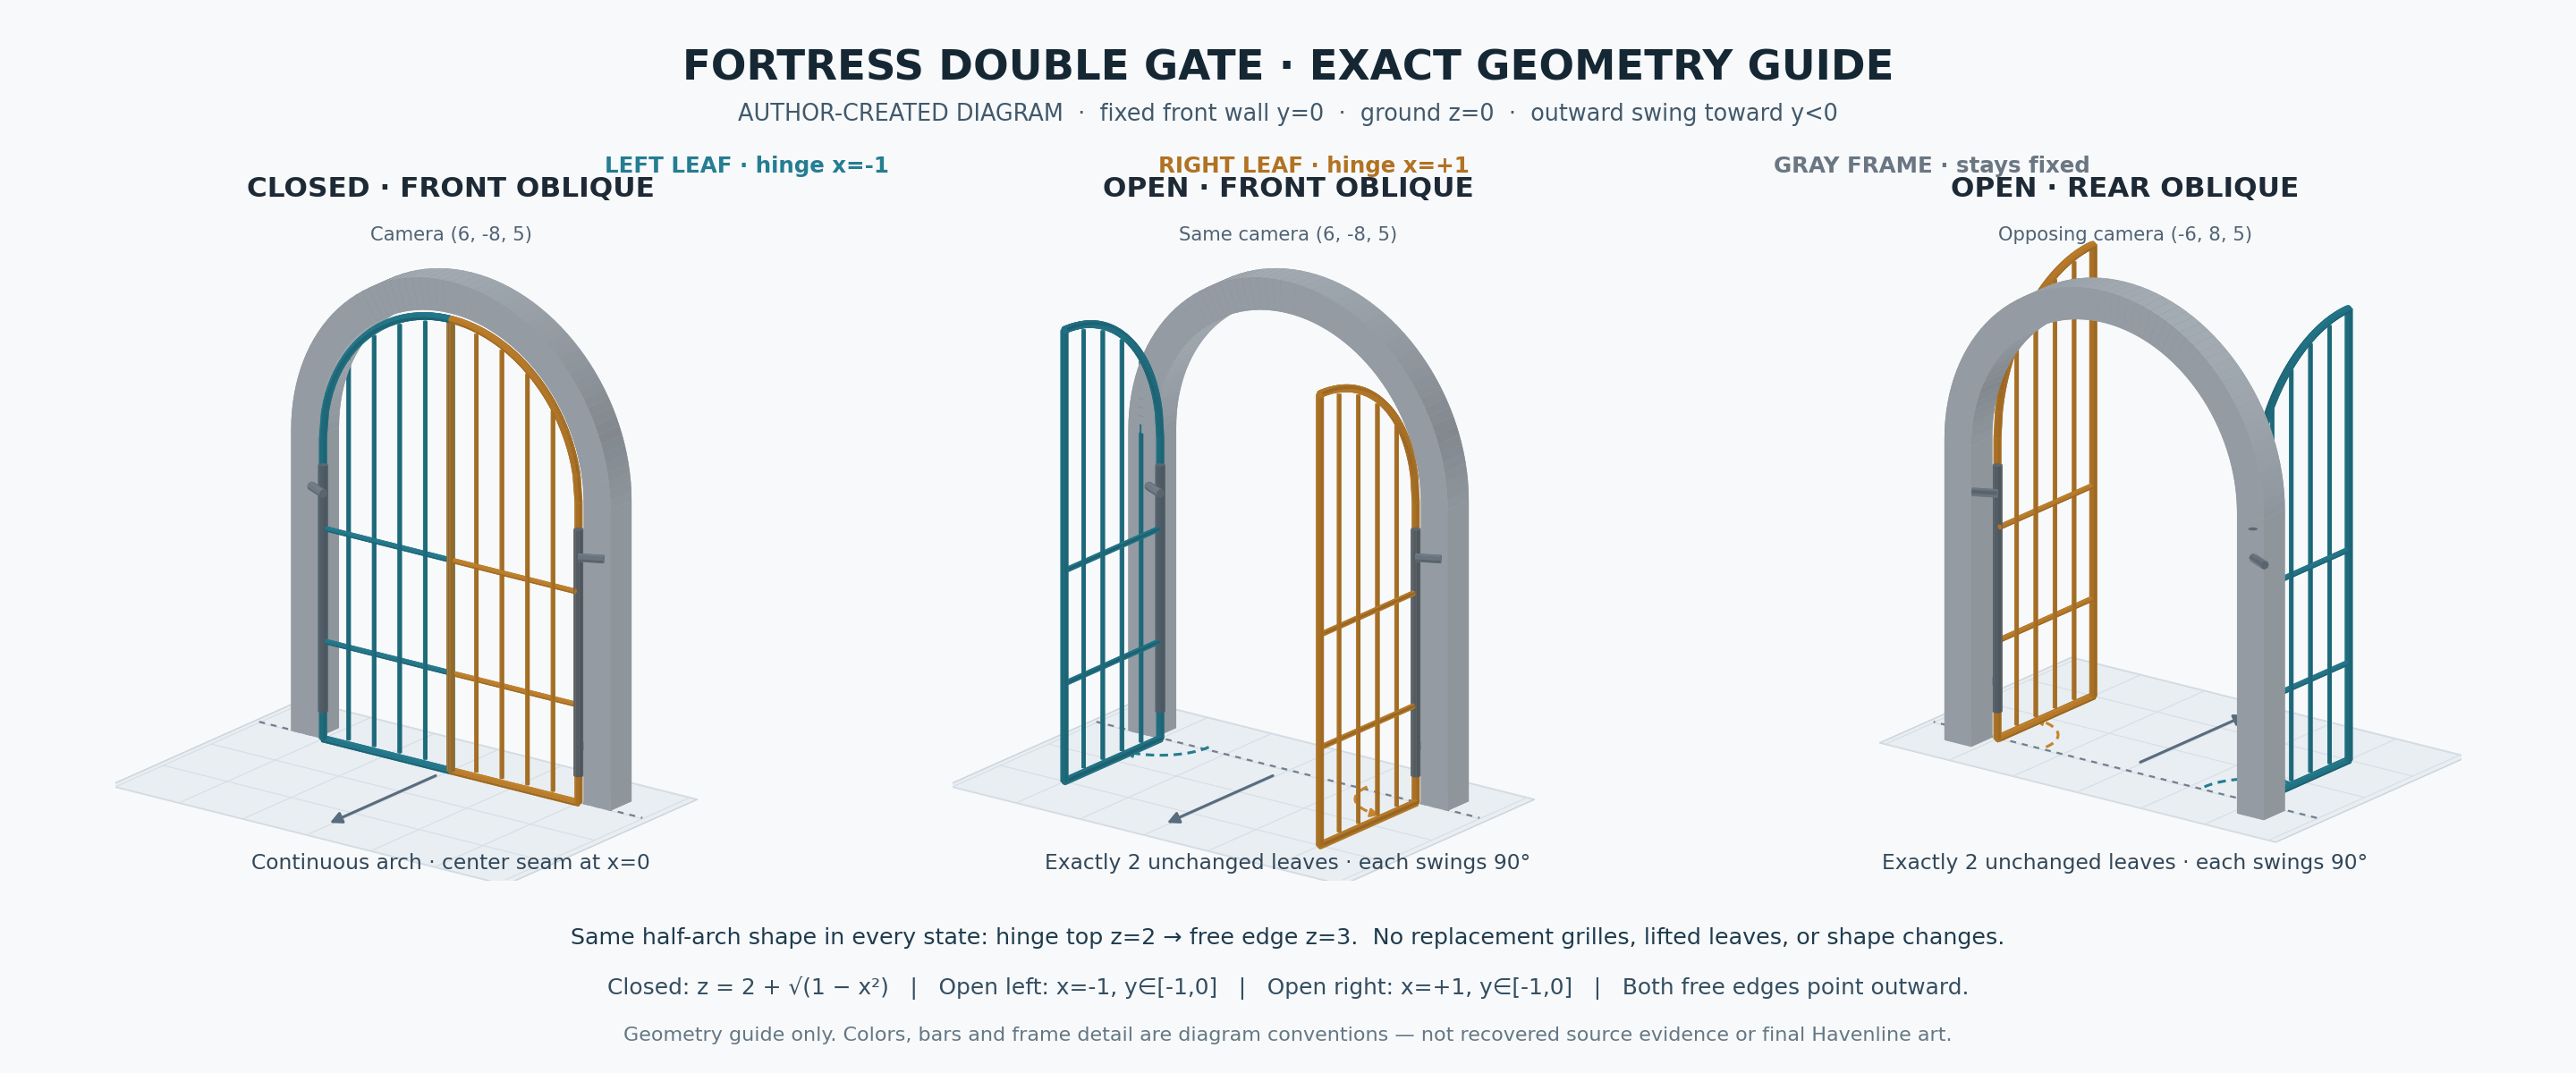 FORTRESS DOUBLE GATE · EXACT GEOMETRY GUIDE
AUTHOR-CREATED DIAGRAM · fixed front wall y=0 · ground z=0 · outward swing toward y<0
LEFT LEAF · hinge x=-1
RIGHT LEAF · hinge x=+1
GRAY FRAME · stays fixed
CLOSED · FRONT OBLIQUE
Camera (6, -8, 5)
Continuous arch · center seam at x=0
OPEN · FRONT OBLIQUE
Same camera (6, -8, 5)
Exactly 2 unchanged leaves · each swings 90°
OPEN · REAR OBLIQUE
Opposing camera (-6, 8, 5)
Exactly 2 unchanged leaves · each swings 90°
Same half-arch shape in every state: hinge top z=2 → free edge z=3. No replacement grilles, lifted leaves, or shape changes.
Closed: z = 2 + √(1 − x²) | Open left: x=-1, y∈[-1,0] | Open right: x=+1, y∈[-1,0] | Both free edges point outward.
Geometry guide only. Colors, bars and frame detail are diagram conventions — not recovered source evidence or final Havenline art.